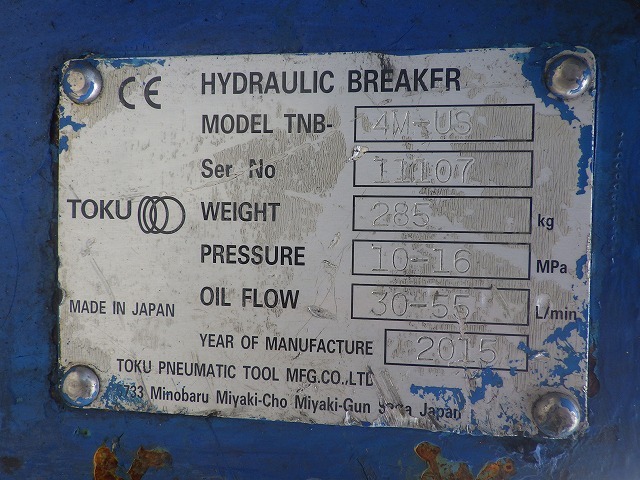 CE HYDRAULIC BREAKER
MODEL TNB- 4M-US
Ser No 11107
TOKU WEIGHT 285 kg
PRESSURE 10-16 MPa
OIL FLOW 30-55 L/min
MADE IN JAPAN
YEAR OF MANUFACTURE 2015
TOKU PNEUMATIC TOOL MFG.CO.,LTD
733 Minobaru Miyaki-Cho Miyaki-Gun Saga Japan